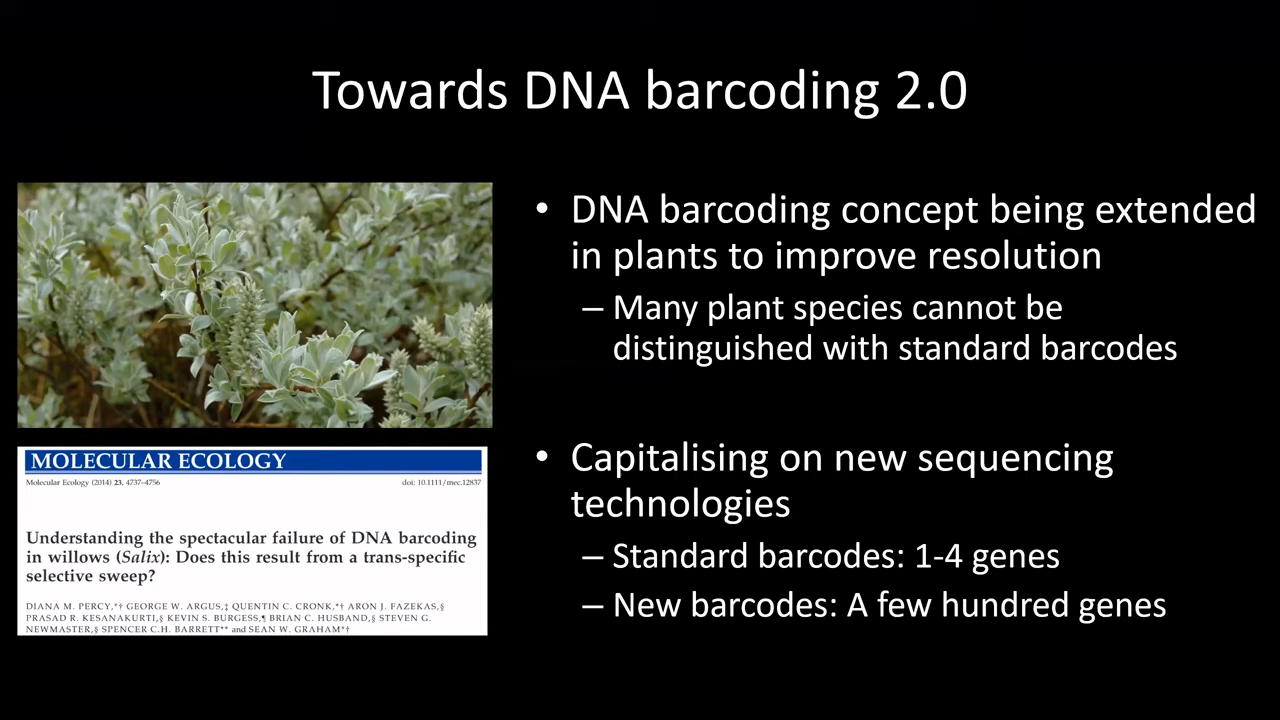 Towards DNA barcoding 2.0
• DNA barcoding concept being extended
in plants to improve resolution
– Many plant species cannot be
distinguished with standard barcodes
• Capitalising on new sequencing
technologies
– Standard barcodes: 1-4 genes
– New barcodes: A few hundred genes
MOLECULAR ECOLOGY
Molecular Ecology (2014) 23, 4737–4756 doi: 10.1111/mec.12837
Understanding the spectacular failure of DNA barcoding
in willows (Salix): Does this result from a trans-specific
selective sweep?
DIANA M. PERCY,*† GEORGE W. ARGUS,‡ QUENTIN C. CRONK,*† ARON J. FAZEKAS,§
PRASAD R. KESANAKURTI,§ KEVIN S. BURGESS,¶ BRIAN C. HUSBAND,§ STEVEN G.
NEWMASTER,§ SPENCER C.H. BARRETT** and SEAN W. GRAHAM*†